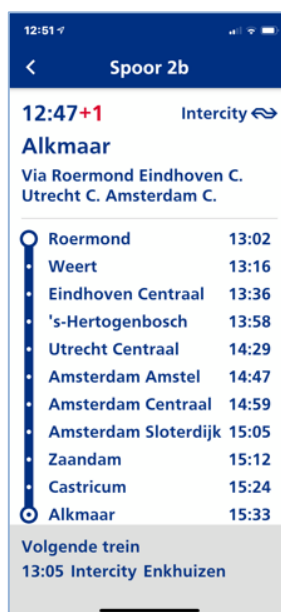 12:51
Spoor 2b
12:47+1 Intercity
Alkmaar
Via Roermond Eindhoven C.
Utrecht C. Amsterdam C.
Roermond 13:02
Weert 13:16
Eindhoven Centraal 13:36
's-Hertogenbosch 13:58
Utrecht Centraal 14:29
Amsterdam Amstel 14:47
Amsterdam Centraal 14:59
Amsterdam Sloterdijk 15:05
Zaandam 15:12
Castricum 15:24
Alkmaar 15:33
Volgende trein
13:05 Intercity Enkhuizen